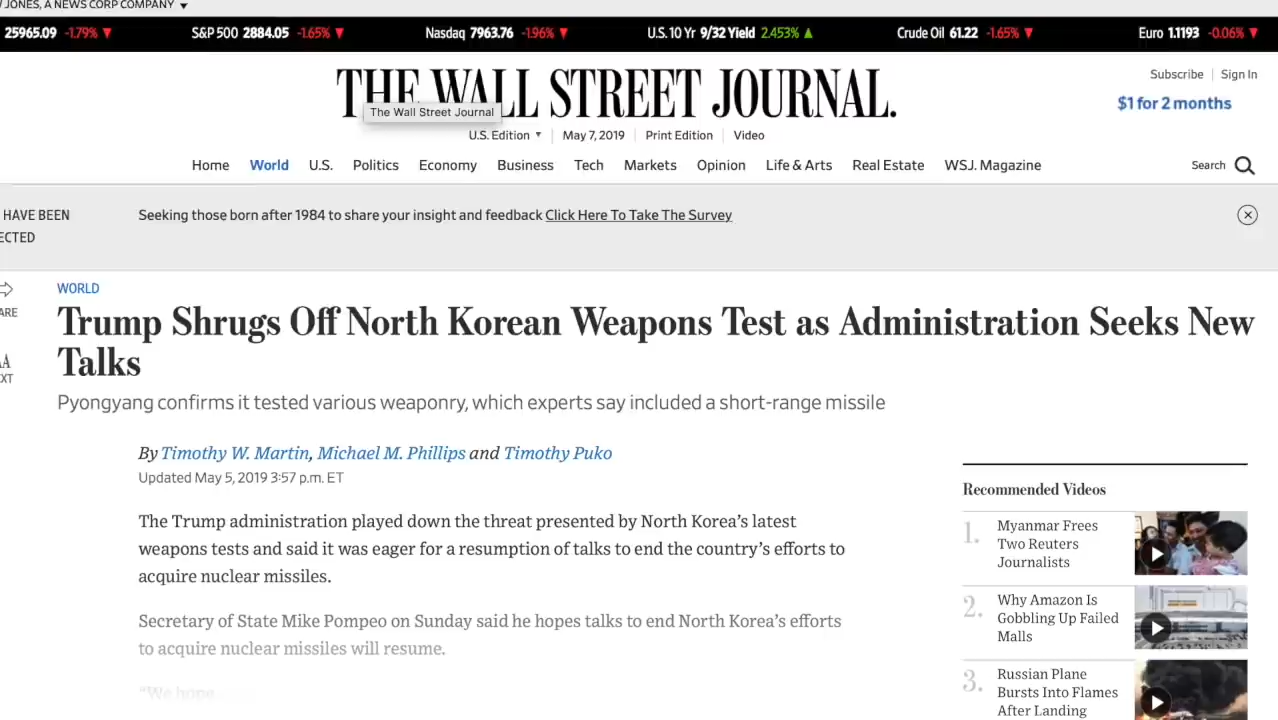 JONES, A NEWS CORP COMPANY
25965.09 -1.79% S&P 500 2884.05 -1.65% Nasdaq 7963.76 -1.96% U.S. 10 Yr 9/32 Yield 2.453% Crude Oil 61.22 -1.65% Euro 1.1193 -0.06%
THE WALL STREET JOURNAL.
The Wall Street Journal
Subscribe Sign In
$1 for 2 months
U.S. Edition May 7, 2019 Print Edition Video
Home World U.S. Politics Economy Business Tech Markets Opinion Life & Arts Real Estate WSJ. Magazine Search
HAVE BEEN
ECTED
Seeking those born after 1984 to share your insight and feedback Click Here To Take The Survey
ARE
AA
XT
WORLD
Trump Shrugs Off North Korean Weapons Test as Administration Seeks New
Talks
Pyongyang confirms it tested various weaponry, which experts say included a short-range missile
By Timothy W. Martin, Michael M. Phillips and Timothy Puko
Updated May 5, 2019 3:57 p.m. ET
The Trump administration played down the threat presented by North Korea's latest
weapons tests and said it was eager for a resumption of talks to end the country's efforts to
acquire nuclear missiles.
Secretary of State Mike Pompeo on Sunday said he hopes talks to end North Korea's efforts
to acquire nuclear missiles will resume.
"We hope
Recommended Videos
1. Myanmar Frees
Two Reuters
Journalists
2. Why Amazon Is
Gobbling Up Failed
Malls
3. Russian Plane
Bursts Into Flames
After Landing